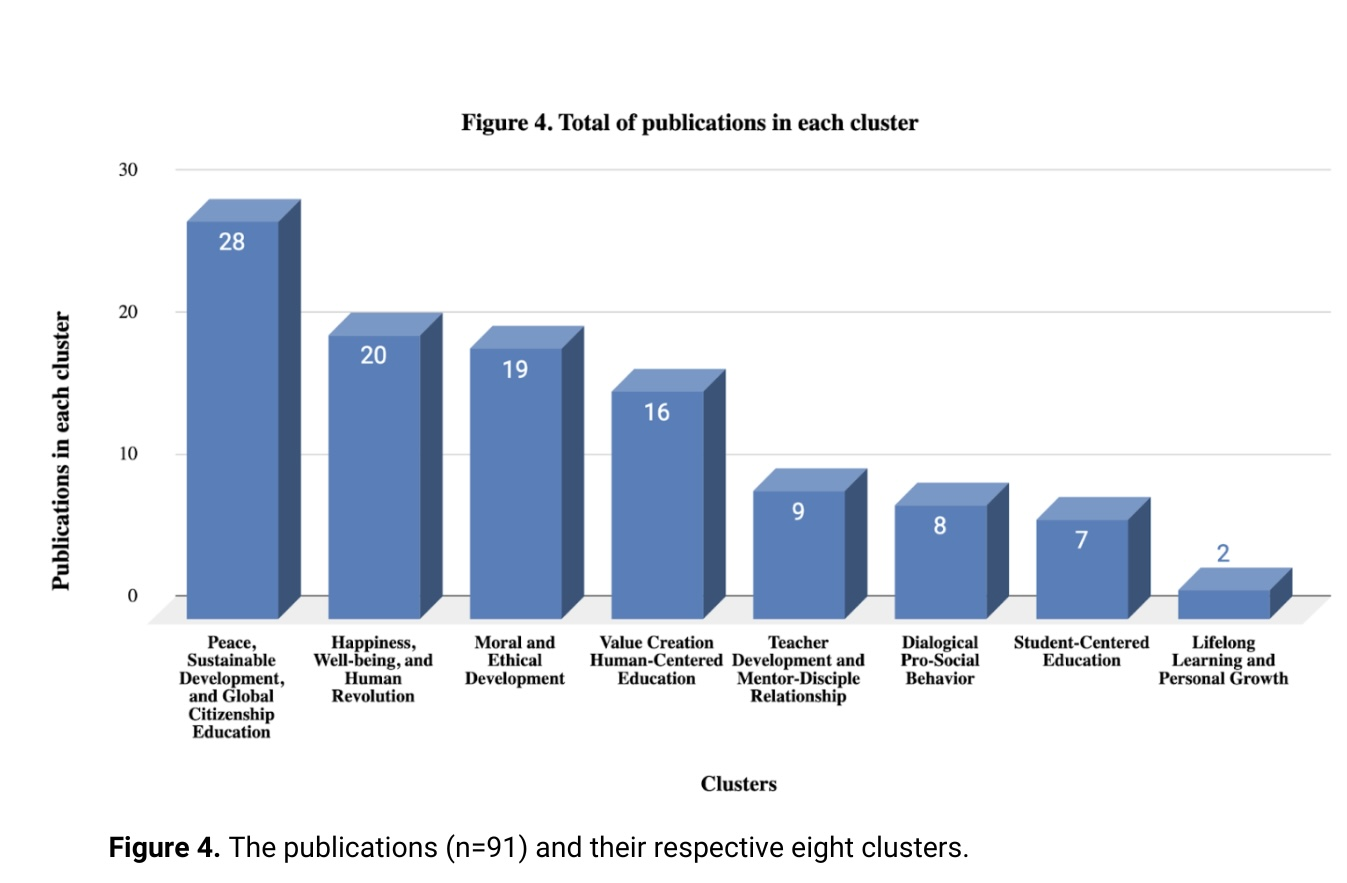 Figure 4. Total of publications in each cluster
30
20
10
0
Publications in each cluster
28
20
19
16
9
8
7
2
Peace,
Sustainable
Development,
and Global
Citizenship
Education
Happiness,
Well-being, and
Human
Revolution
Moral and
Ethical
Development
Value Creation
Human-Centered
Education
Teacher
Development and
Mentor-Disciple
Relationship
Dialogical
Pro-Social
Behavior
Student-Centered
Education
Lifelong
Learning and
Personal Growth
Clusters
Figure 4. The publications (n=91) and their respective eight clusters.